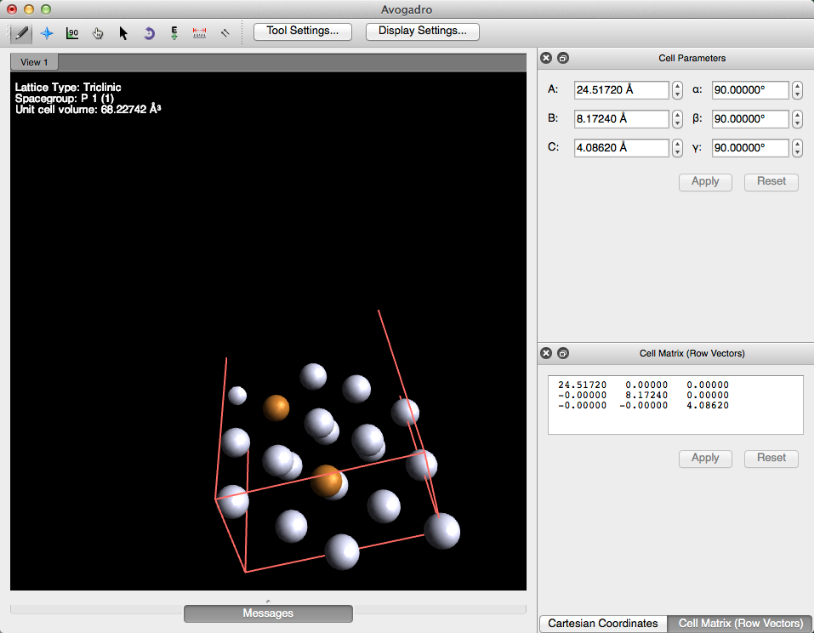 Avogadro
90
E
Tool Settings...
Display Settings...
View 1
Lattice Type: Triclinic
Spacegroup: P 1 (1)
Unit cell volume: 68.22742 Å³
Cell Parameters
A: 24.51720 Å α: 90.00000°
B: 8.17240 Å β: 90.00000°
C: 4.08620 Å γ: 90.00000°
Apply Reset
Cell Matrix (Row Vectors)
24.51720 0.00000 0.00000
-0.00000 8.17240 0.00000
-0.00000 -0.00000 4.08620
Apply Reset
Messages
Cartesian Coordinates Cell Matrix (Row Vectors)